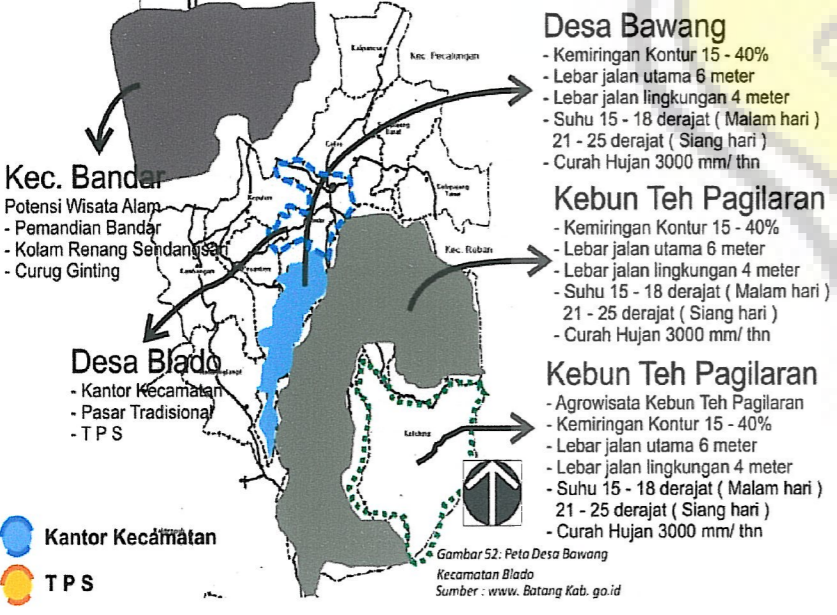 Desa Bawang
- Kemiringan Kontur 15 - 40%
- Lebar jalan utama 6 meter
- Lebar jalan lingkungan 4 meter
- Suhu 15 - 18 derajat ( Malam hari )
21 - 25 derajat ( Siang hari )
- Curah Hujan 3000 mm/ thn
Kec. Pecalungan
Kec. Bandar
Potensi Wisata Alam
- Pemandian Bandar
- Kolam Renang Sendangsari
- Curug Ginting
Kebun Teh Pagilaran
- Kemiringan Kontur 15 - 40%
- Lebar jalan utama 6 meter
- Lebar jalan lingkungan 4 meter
- Suhu 15 - 18 derajat ( Malam hari )
21 - 25 derajat ( Siang hari )
- Curah Hujan 3000 mm/ thn
Kec. Reban
Desa Blado
- Kantor Kecamatan
- Pasar Tradisional
- T P S
Kebun Teh Pagilaran
- Agrowisata Kebun Teh Pagilaran
- Kemiringan Kontur 15 - 40%
- Lebar jalan utama 6 meter
- Lebar jalan lingkungan 4 meter
- Suhu 15 - 18 derajat ( Malam hari )
21 - 25 derajat ( Siang hari )
- Curah Hujan 3000 mm/ thn
Kantor Kecamatan
T P S
Gambar 52: Peta Desa Bawang
Kecamatan Blado
Sumber : www. Batang Kab. go.id